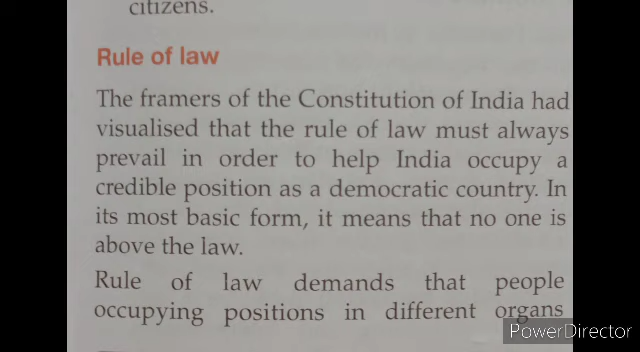 citizens.
Rule of law
The framers of the Constitution of India had
visualised that the rule of law must always
prevail in order to help India occupy a
credible position as a democratic country. In
its most basic form, it means that no one is
above the law.
Rule of law demands that people
occupying positions in different organs
PowerDirector